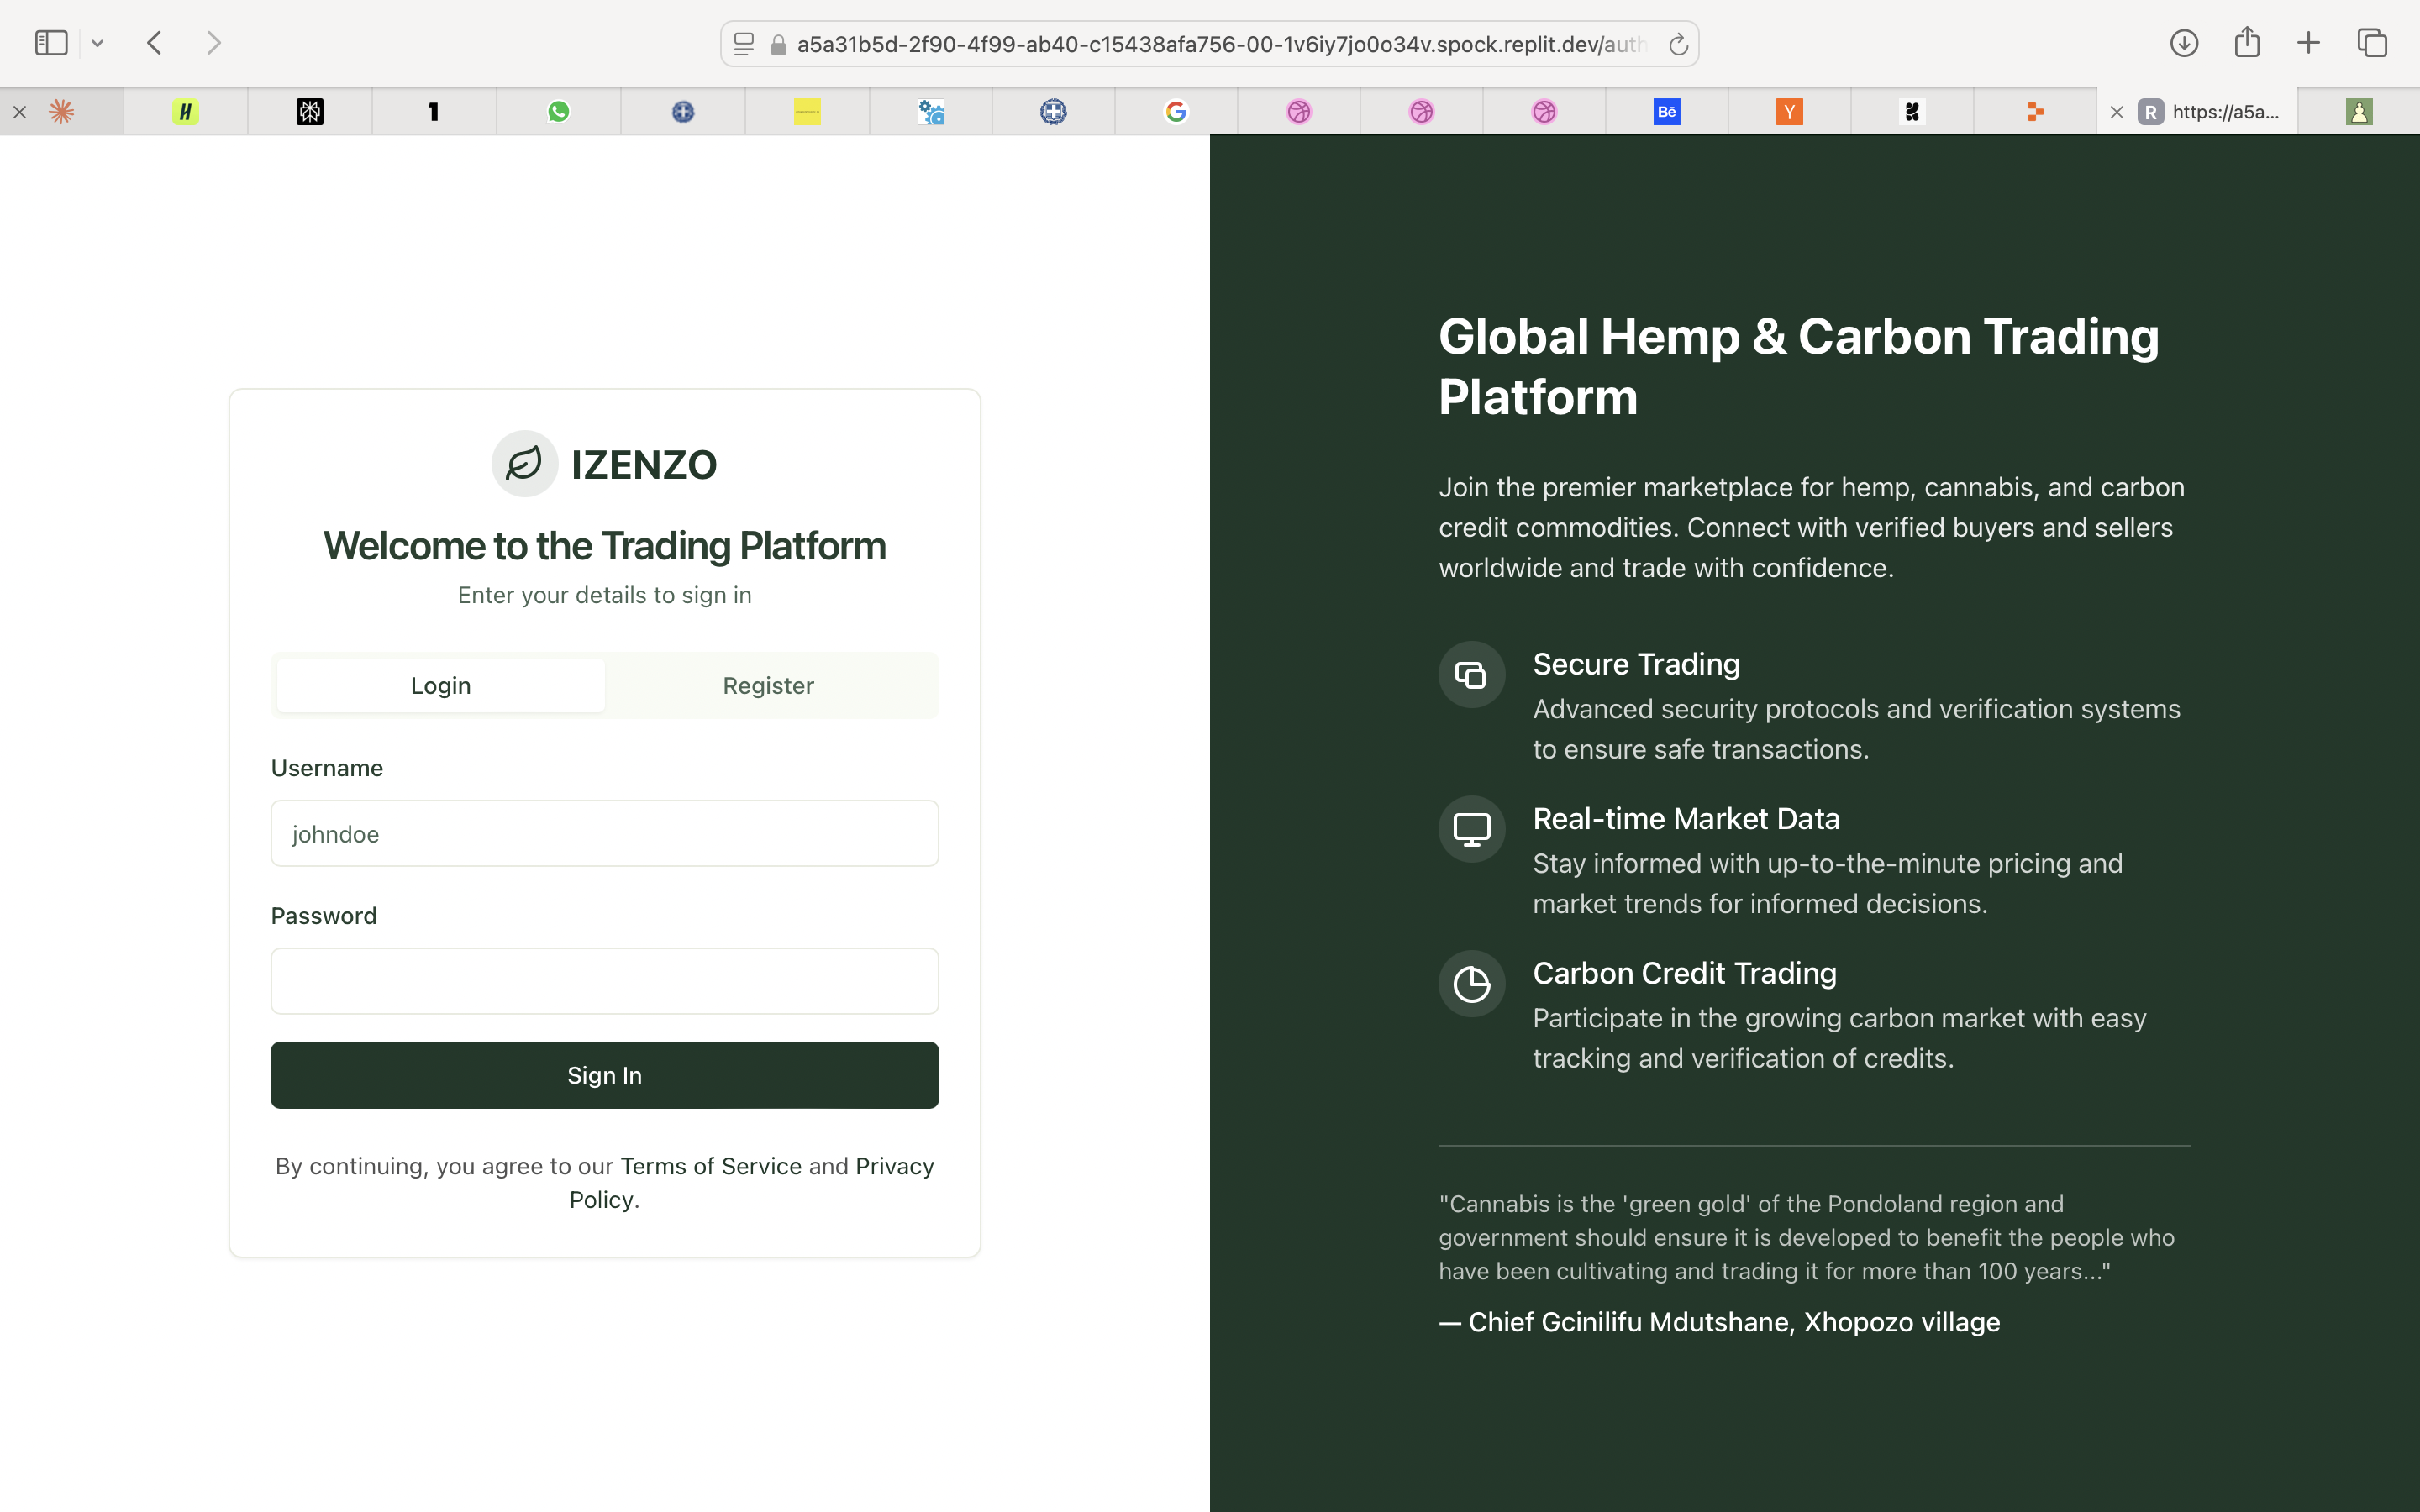 a5a31b5d-2f90-4f99-ab40-c15438afa756-00-1v6iy7jo0o34v.spock.replit.dev/auth
H
1
G
Bē
Y
R
https://a5a...
IZENZO
Welcome to the Trading Platform
Enter your details to sign in
Login
Register
Username
johndoe
Password
Sign In
By continuing, you agree to our Terms of Service and Privacy
Policy.
Global Hemp & Carbon Trading
Platform
Join the premier marketplace for hemp, cannabis, and carbon
credit commodities. Connect with verified buyers and sellers
worldwide and trade with confidence.
Secure Trading
Advanced security protocols and verification systems
to ensure safe transactions.
Real-time Market Data
Stay informed with up-to-the-minute pricing and
market trends for informed decisions.
Carbon Credit Trading
Participate in the growing carbon market with easy
tracking and verification of credits.
"Cannabis is the 'green gold' of the Pondoland region and
government should ensure it is developed to benefit the people who
have been cultivating and trading it for more than 100 years..."
— Chief Gcinilifu Mdutshane, Xhopozo village